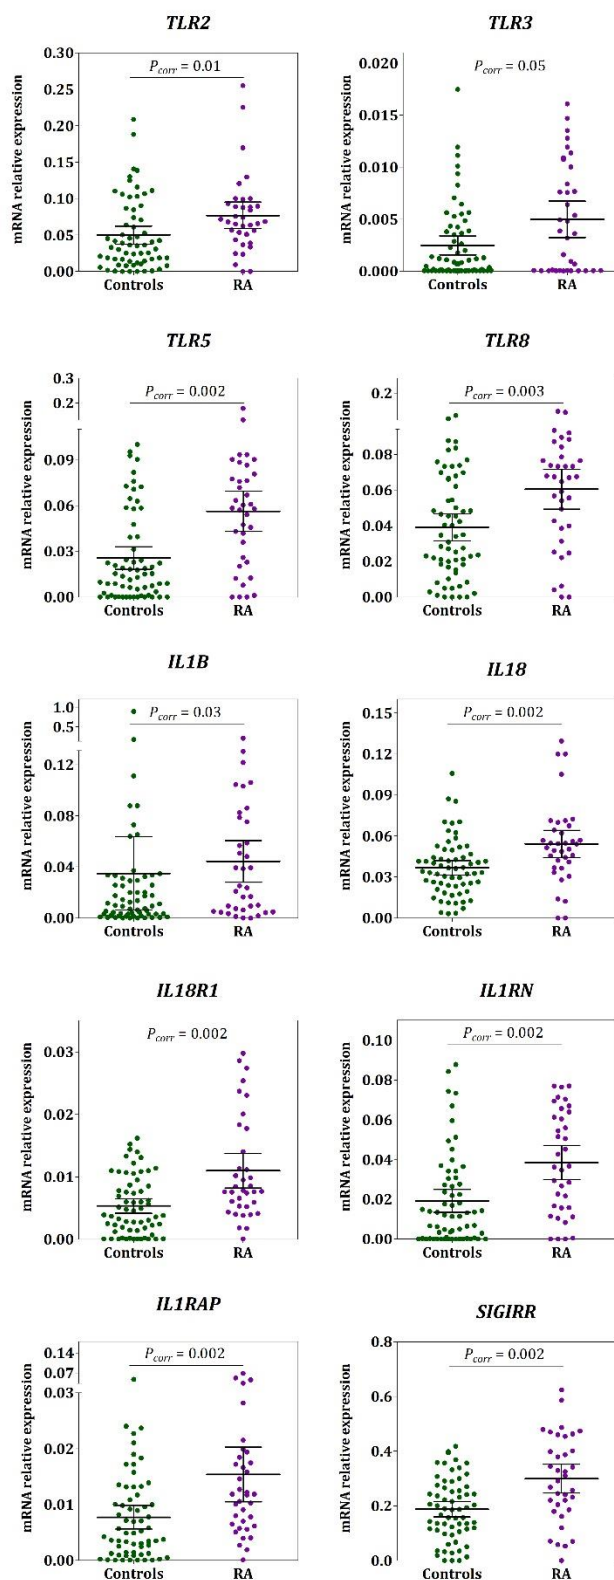 TLR2
mRNA relative expression
0.30
0.25
0.20
0.15
0.10
0.05
0.00
Pcorr = 0.01
Controls
RA
TLR3
mRNA relative expression
0.020
0.015
0.010
0.005
0.000
Pcorr = 0.05
Controls
RA
TLR5
mRNA relative expression
0.3
0.2
0.09
0.06
0.03
0.00
Pcorr = 0.002
Controls
RA
TLR8
mRNA relative expression
0.2
0.08
0.06
0.04
0.02
0.00
Pcorr = 0.003
Controls
RA
IL1B
mRNA relative expression
1.0
0.5
0.12
0.08
0.04
0.00
Pcorr = 0.03
Controls
RA
IL18
mRNA relative expression
0.15
0.12
0.09
0.06
0.03
0.00
Pcorr = 0.002
Controls
RA
IL18R1
mRNA relative expression
0.03
0.02
0.01
0.00
Pcorr = 0.002
Controls
RA
IL1RN
mRNA relative expression
0.10
0.08
0.06
0.04
0.02
0.00
Pcorr = 0.002
Controls
RA
IL1RAP
mRNA relative expression
0.14
0.07
0.03
0.02
0.01
0.00
Pcorr = 0.002
Controls
RA
SIGIRR
mRNA relative expression
0.8
0.6
0.4
0.2
0.0
Pcorr = 0.002
Controls
RA